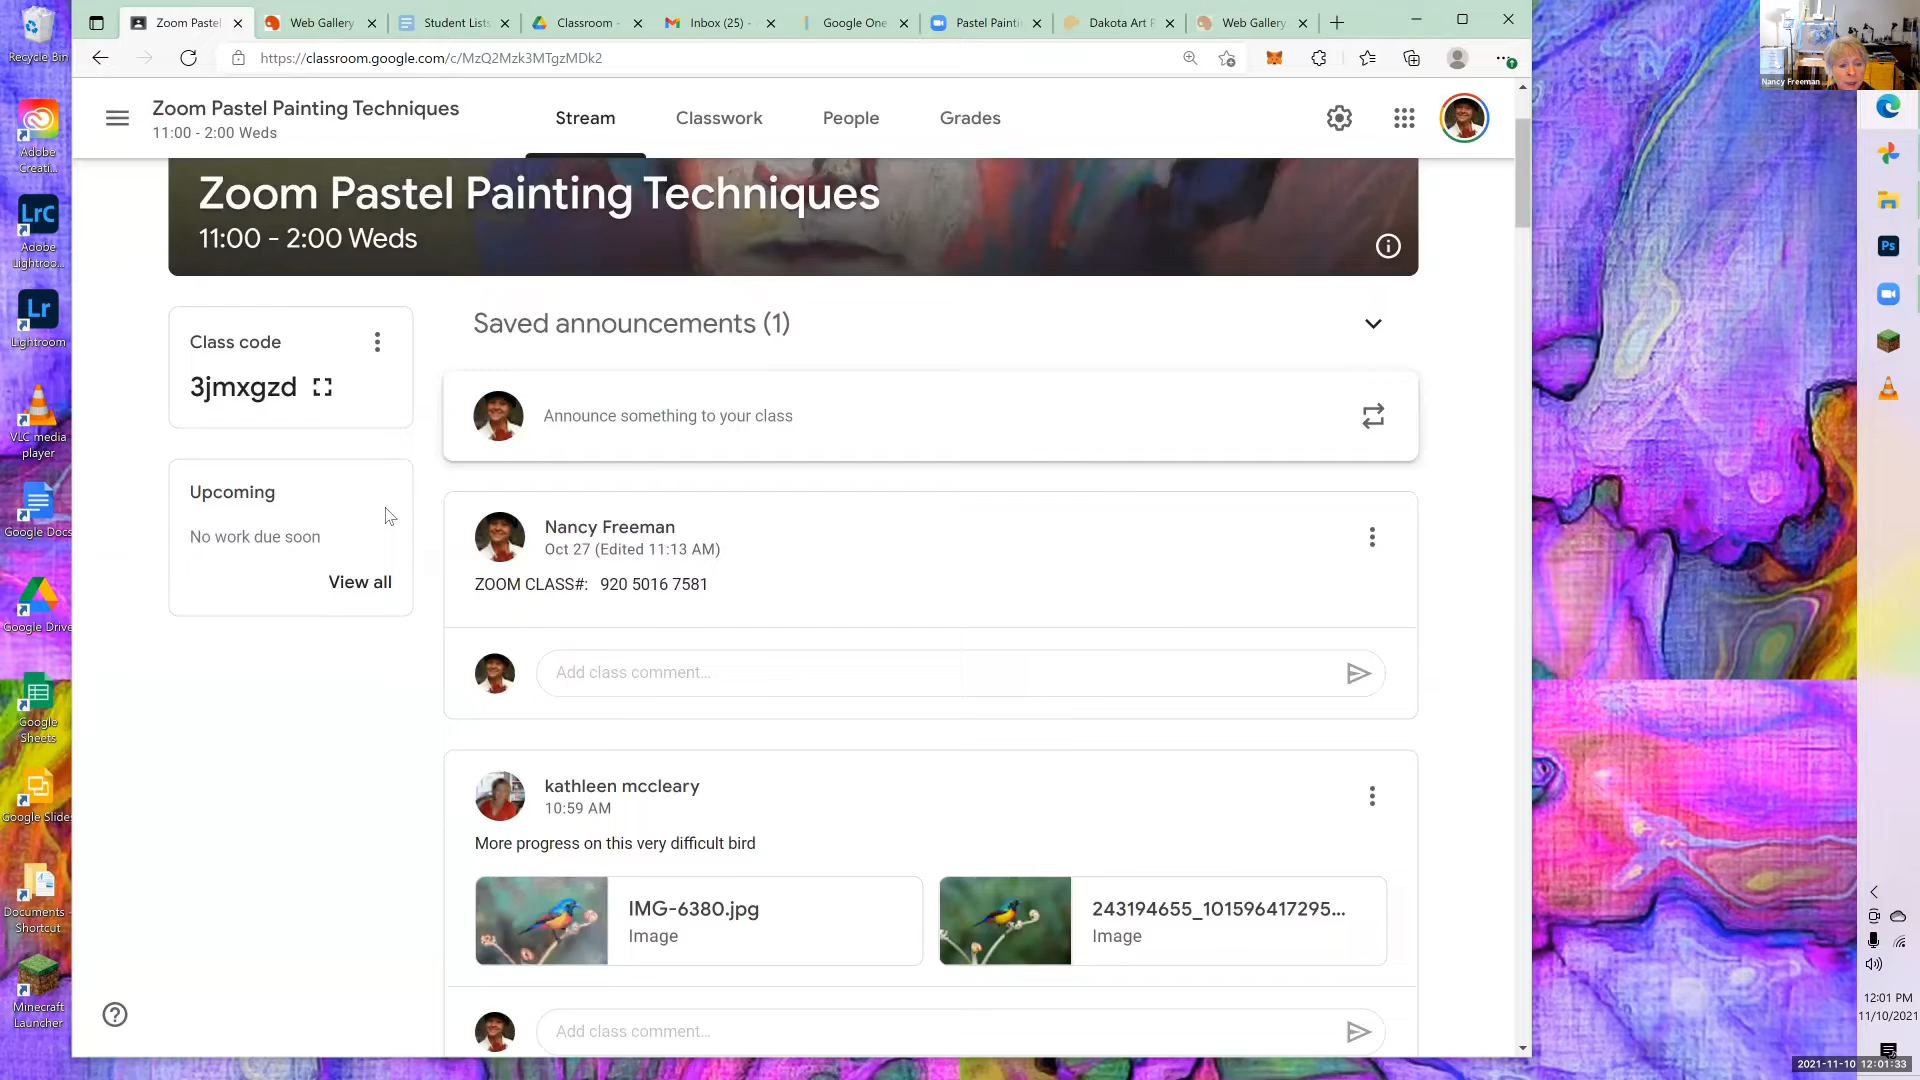 Recycle Bin
Adobe
Creati...
Adobe
Lightroo...
Lightroom
VLC media
player
Google Docs
Google Drive
Google
Sheets
Google Slides
Documents -
Shortcut
Minecraft
Launcher
Zoom Pastel
Web Gallery
Student Lists
Classroom -
Inbox (25) -
Google One
Pastel Painti
Dakota Art P
Web Gallery
https://classroom.google.com/c/MzQ2Mzk3MTgzMDk2
Zoom Pastel Painting Techniques
11:00 - 2:00 Weds
Stream
Classwork
People
Grades
Zoom Pastel Painting Techniques
11:00 - 2:00 Weds
Class code
3jmxgzd
Upcoming
No work due soon
View all
Saved announcements (1)
Announce something to your class
Nancy Freeman
Oct 27 (Edited 11:13 AM)
ZOOM CLASS#: 920 5016 7581
Add class comment...
kathleen mccleary
10:59 AM
More progress on this very difficult bird
IMG-6380.jpg
Image
243194655_101596417295...
Image
Add class comment...
Nancy Freeman
Ps
12:01 PM
11/10/2021
2021-11-10 12:01:33
LrC
Lr